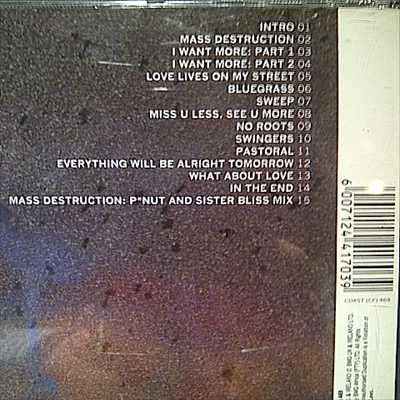 INTRO 01
MASS DESTRUCTION 02
I WANT MORE: PART 1 03
I WANT MORE: PART 2 04
LOVE LIVES ON MY STREET 05
BLUEGRASS 06
SWEEP 07
MISS U LESS, SEE U MORE 08
NO ROOTS 09
SWINGERS 10
PASTORAL 11
EVERYTHING WILL BE ALRIGHT TOMORROW 12
WHAT ABOUT LOVE 13
IN THE END 14
MASS DESTRUCTION: P*NUT AND SISTER BLISS MIX 15
6007124417039